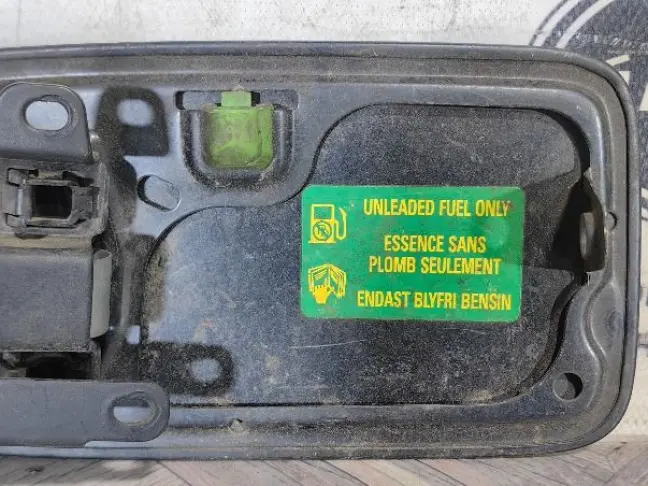 UNLEADED FUEL ONLY
ESSENCE SANS
PLOMB SEULEMENT
ENDAST BLYFRI BENSIN